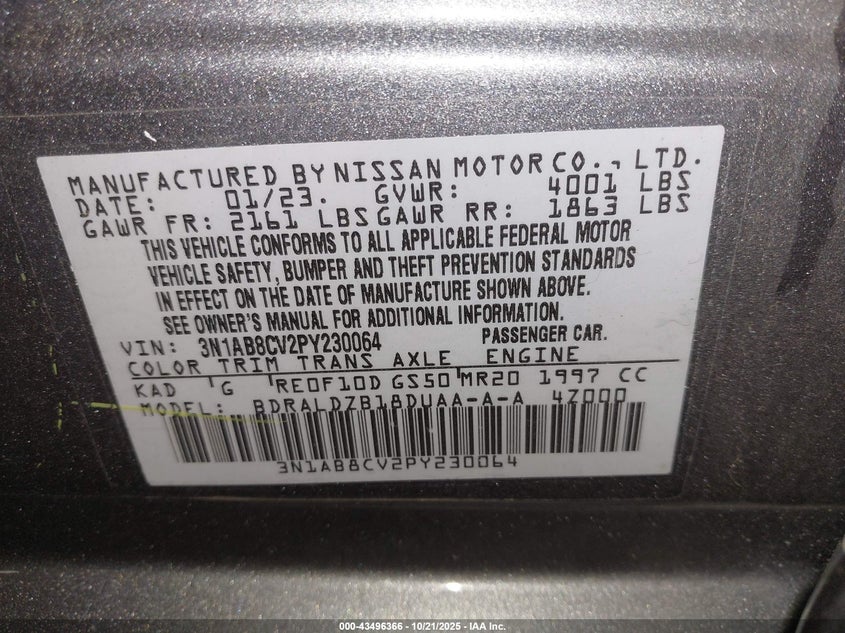 MANUFACTURED BY NISSAN MOTOR CO., LTD.
DATE: 01/23. GVWR: 4001 LBS
GAWR FR: 2161 LBS GAWR RR: 1863 LBS
THIS VEHICLE CONFORMS TO ALL APPLICABLE FEDERAL MOTOR
VEHICLE SAFETY, BUMPER AND THEFT PREVENTION STANDARDS
IN EFFECT ON THE DATE OF MANUFACTURE SHOWN ABOVE.
SEE OWNER'S MANUAL FOR ADDITIONAL INFORMATION.
VIN: 3N1AB8CV2PY230064 PASSENGER CAR.
COLOR TRIM TRANS AXLE ENGINE
KAD G RE0F10D GS50 MR20 1997 CC
MODEL: BDRALDZB18DUAA-A-A 4Z000
3N1AB8CV2PY230064
000-43496366 | 10/21/2025 | IAA Inc.